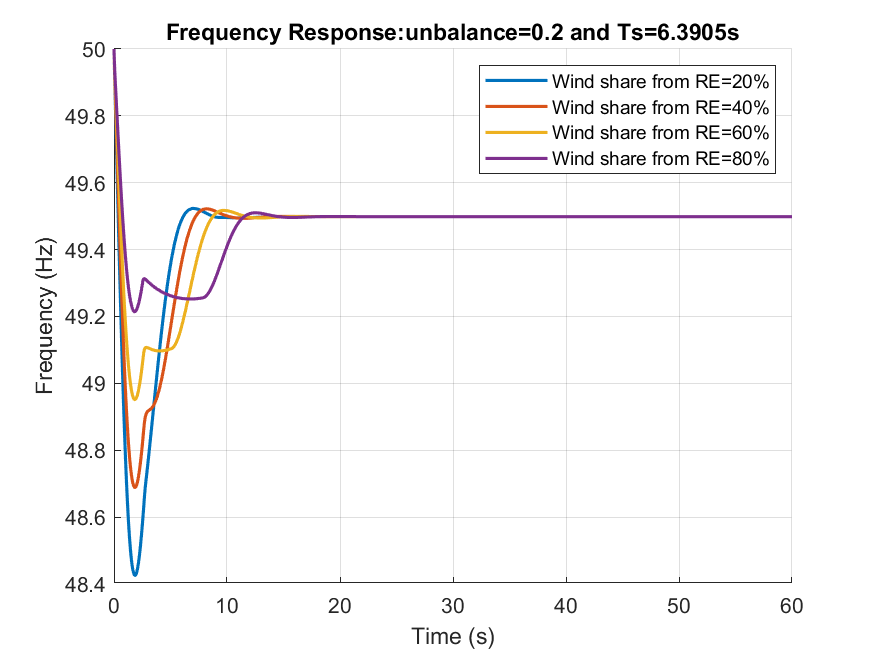 Frequency Response:unbalance=0.2 and Ts=6.3905s
Wind share from RE=20%
Wind share from RE=40%
Wind share from RE=60%
Wind share from RE=80%
Frequency (Hz)
50
49.8
49.6
49.4
49.2
49
48.8
48.6
48.4
0 10 20 30 40 50 60
Time (s)